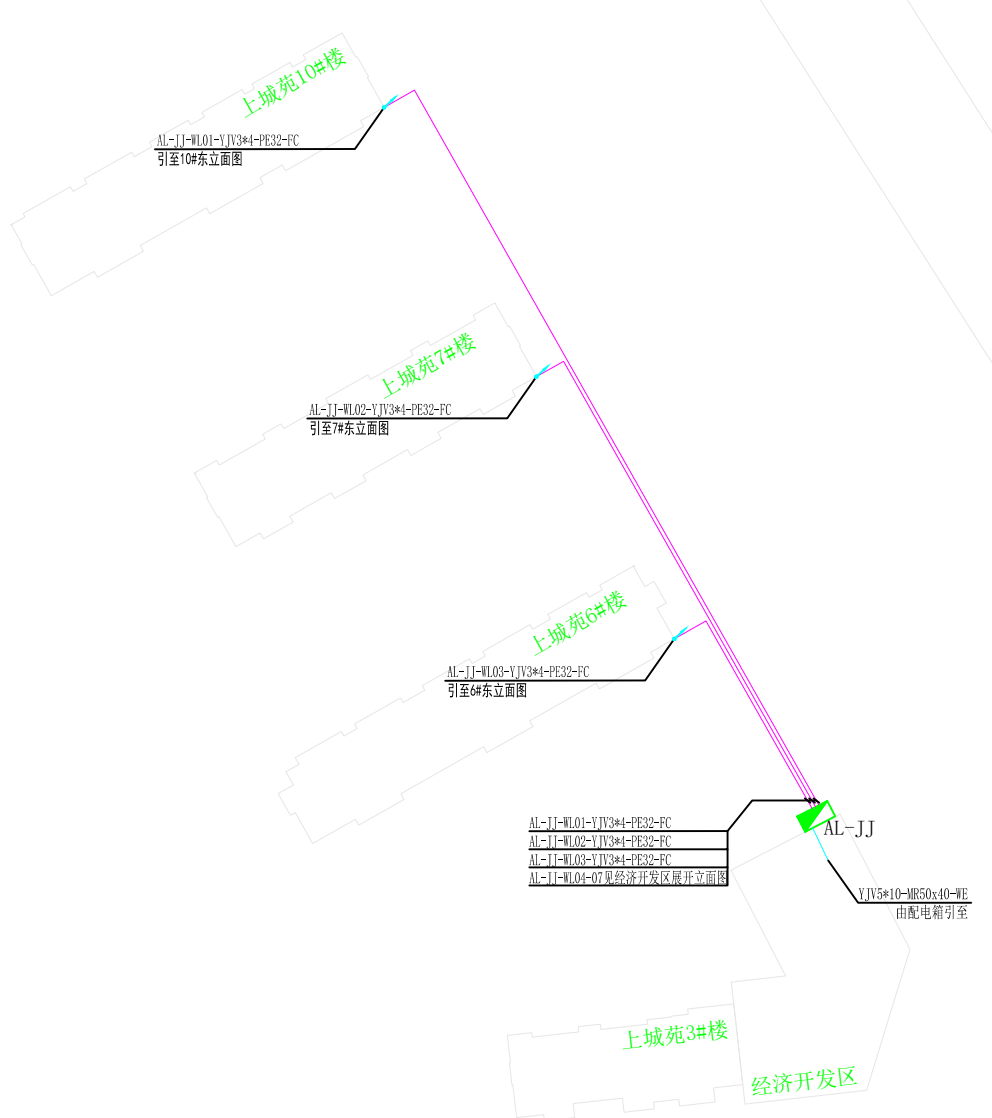 上城苑10#楼
AL-JJ-WL01-YJV3*4-PE32-FC
引至10#东立面图
上城苑7#楼
AL-JJ-WL02-YJV3*4-PE32-FC
引至7#东立面图
上城苑6#楼
AL-JJ-WL03-YJV3*4-PE32-FC
引至6#东立面图
AL-JJ-WL01-YJV3*4-PE32-FC
AL-JJ-WL02-YJV3*4-PE32-FC
AL-JJ-WL03-YJV3*4-PE32-FC
AL-JJ-WL04-07见经济开发区展开立面图
AL-JJ
YJV5*10-MR50x40-WE
由配电箱引至
上城苑3#楼
经济开发区